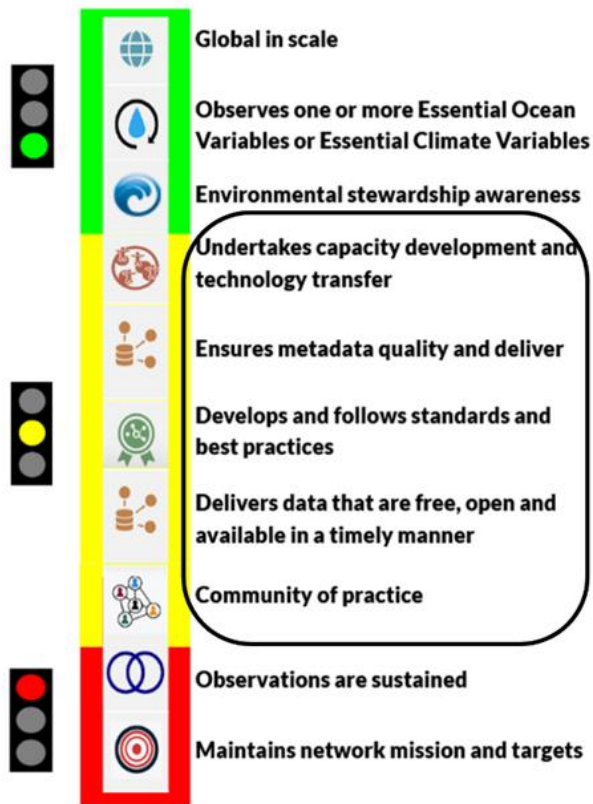 Global in scale
Observes one or more Essential Ocean
Variables or Essential Climate Variables
Environmental stewardship awareness
Undertakes capacity development and
technology transfer
Ensures metadata quality and deliver
Develops and follows standards and
best practices
Delivers data that are free, open and
available in a timely manner
Community of practice
Observations are sustained
Maintains network mission and targets